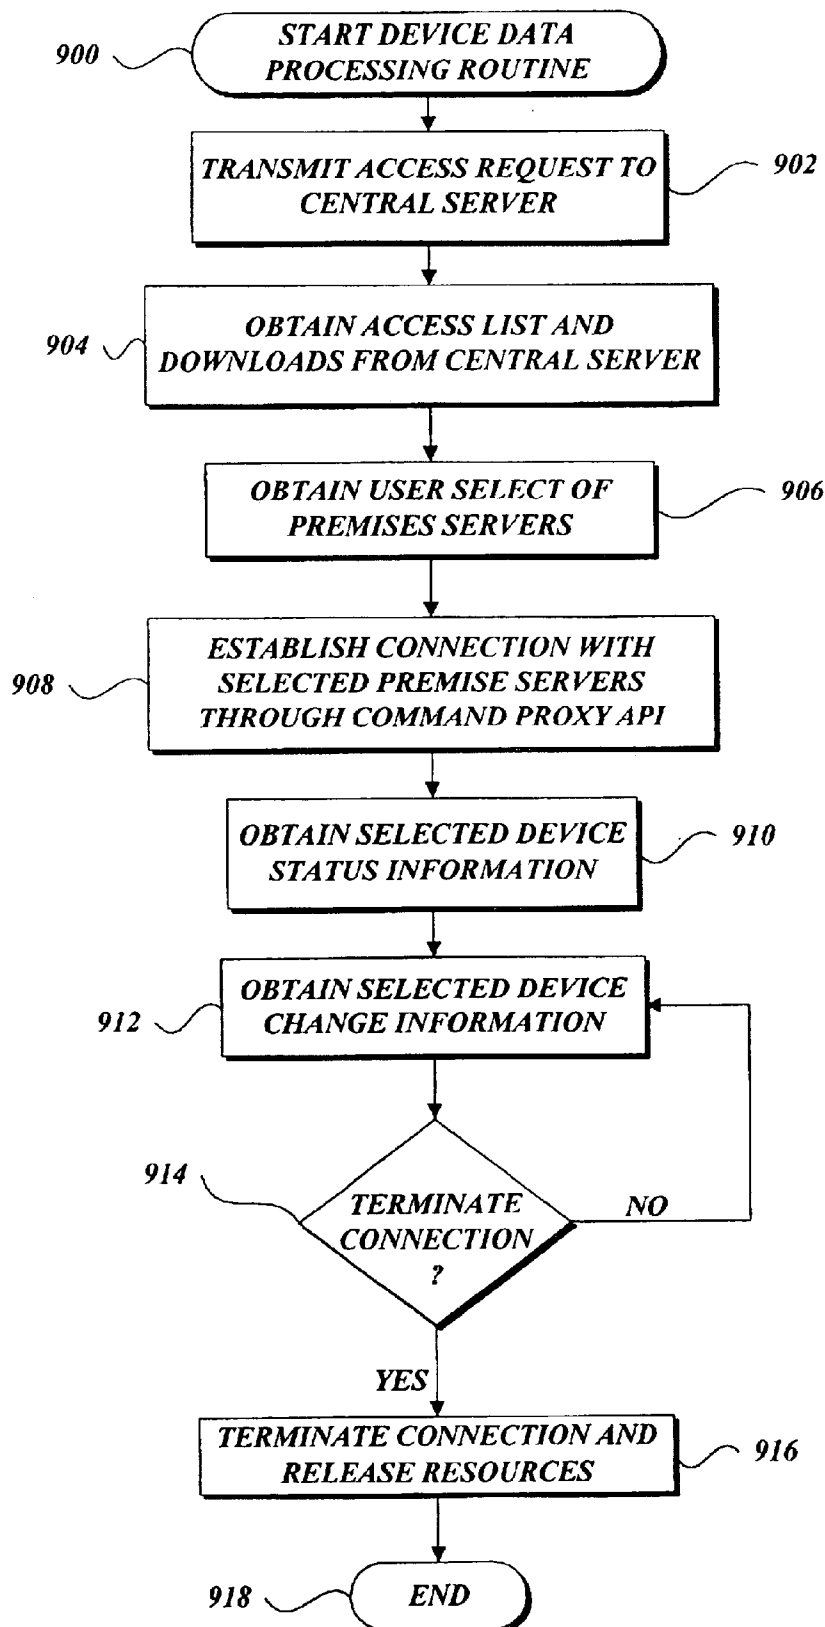 900
START DEVICE DATA
PROCESSING ROUTINE
TRANSMIT ACCESS REQUEST TO
CENTRAL SERVER
902
904
OBTAIN ACCESS LIST AND
DOWNLOADS FROM CENTRAL SERVER
OBTAIN USER SELECT OF
PREMISES SERVERS
906
908
ESTABLISH CONNECTION WITH
SELECTED PREMISE SERVERS
THROUGH COMMAND PROXY API
OBTAIN SELECTED DEVICE
STATUS INFORMATION
910
912
OBTAIN SELECTED DEVICE
CHANGE INFORMATION
914
TERMINATE
CONNECTION
?
NO
YES
TERMINATE CONNECTION AND
RELEASE RESOURCES
916
918
END